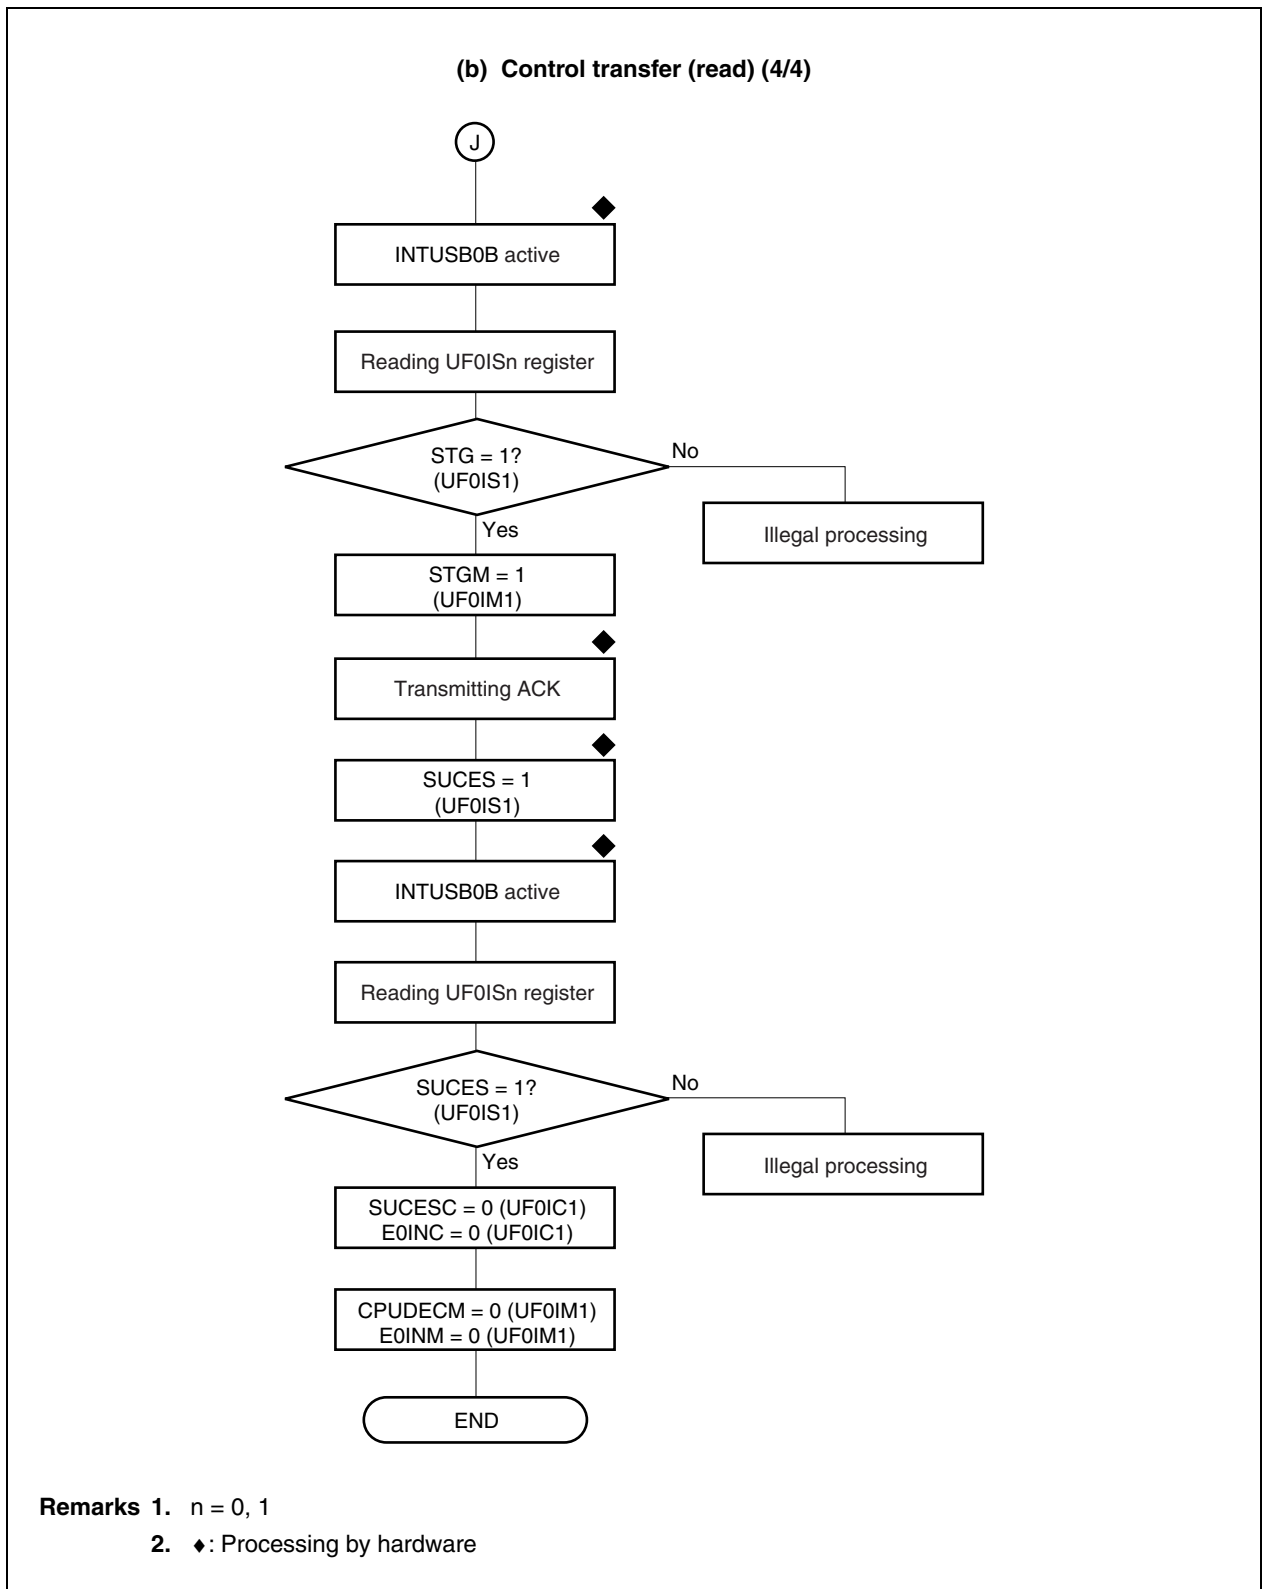 (b) Control transfer (read) (4/4)
J
INTUSB0B active
Reading UF0ISn register
STG = 1?
(UF0IS1)
No
Illegal processing
Yes
STGM = 1
(UF0IM1)
Transmitting ACK
SUCES = 1
(UF0IS1)
INTUSB0B active
Reading UF0ISn register
SUCES = 1?
(UF0IS1)
No
Illegal processing
Yes
SUCESC = 0 (UF0IC1)
E0INC = 0 (UF0IC1)
CPUDECM = 0 (UF0IM1)
E0INM = 0 (UF0IM1)
END
Remarks 1. n = 0, 1
2. ♦: Processing by hardware